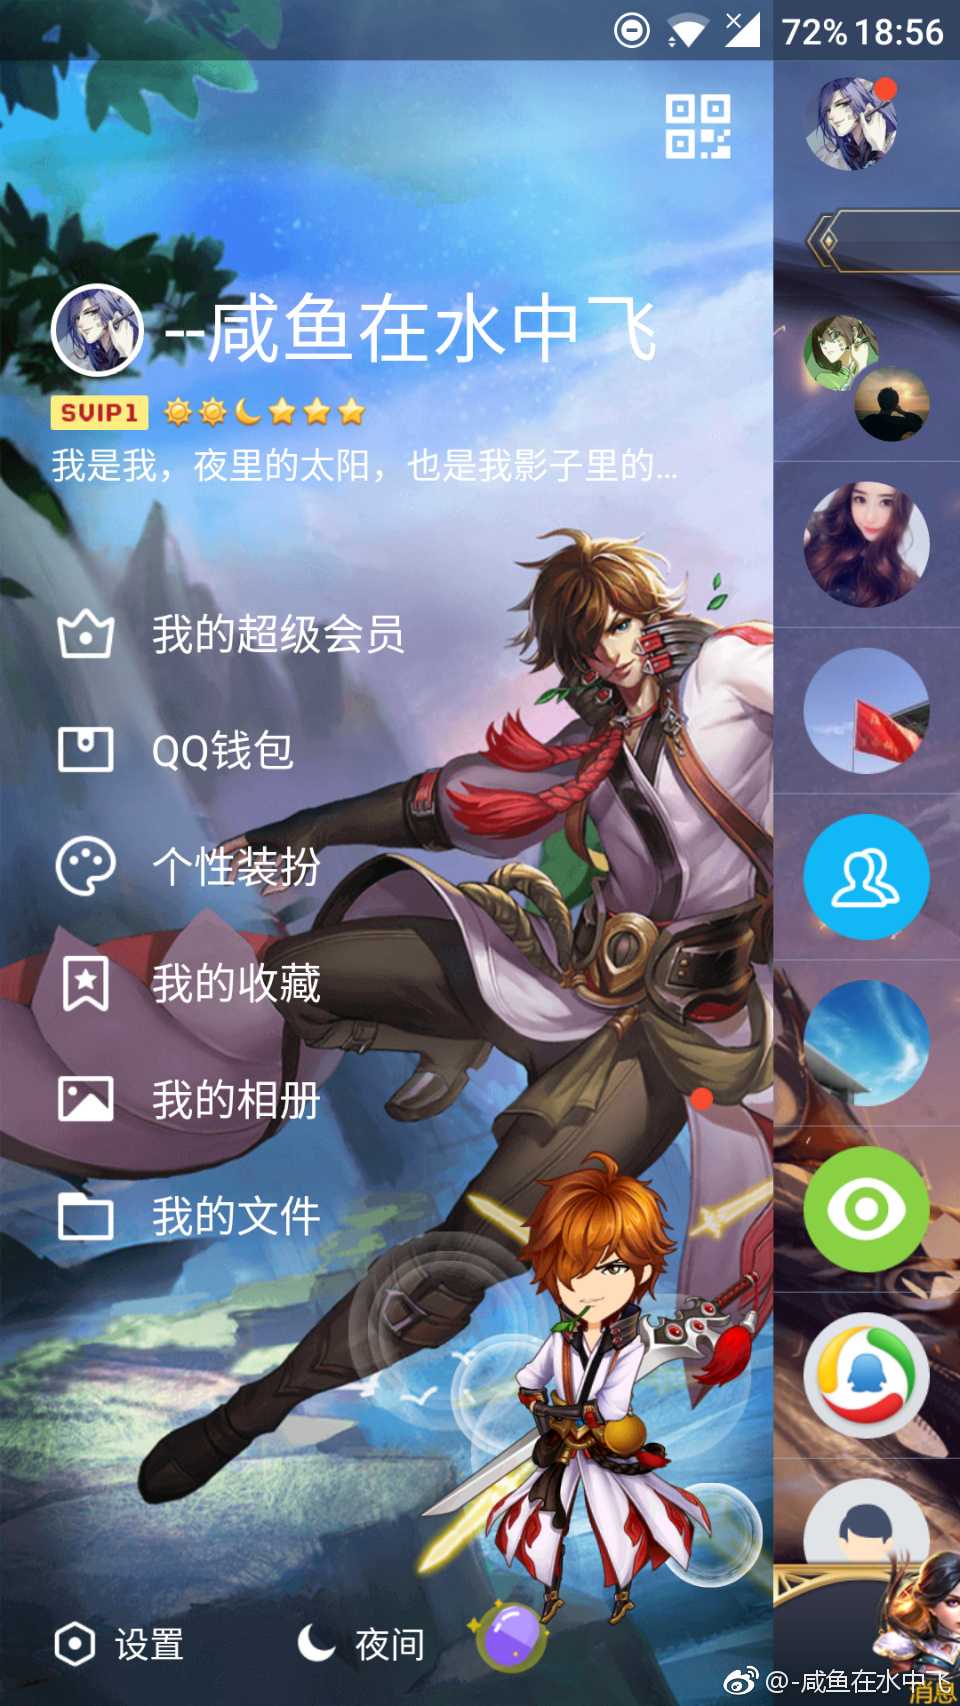 72% 18:56
--咸鱼在水中飞
SVIP1
我是我，夜里的太阳，也是我影子里的...
我的超级会员
QQ钱包
个性装扮
我的收藏
我的相册
我的文件
设置
夜间
消息
@-咸鱼在水中飞